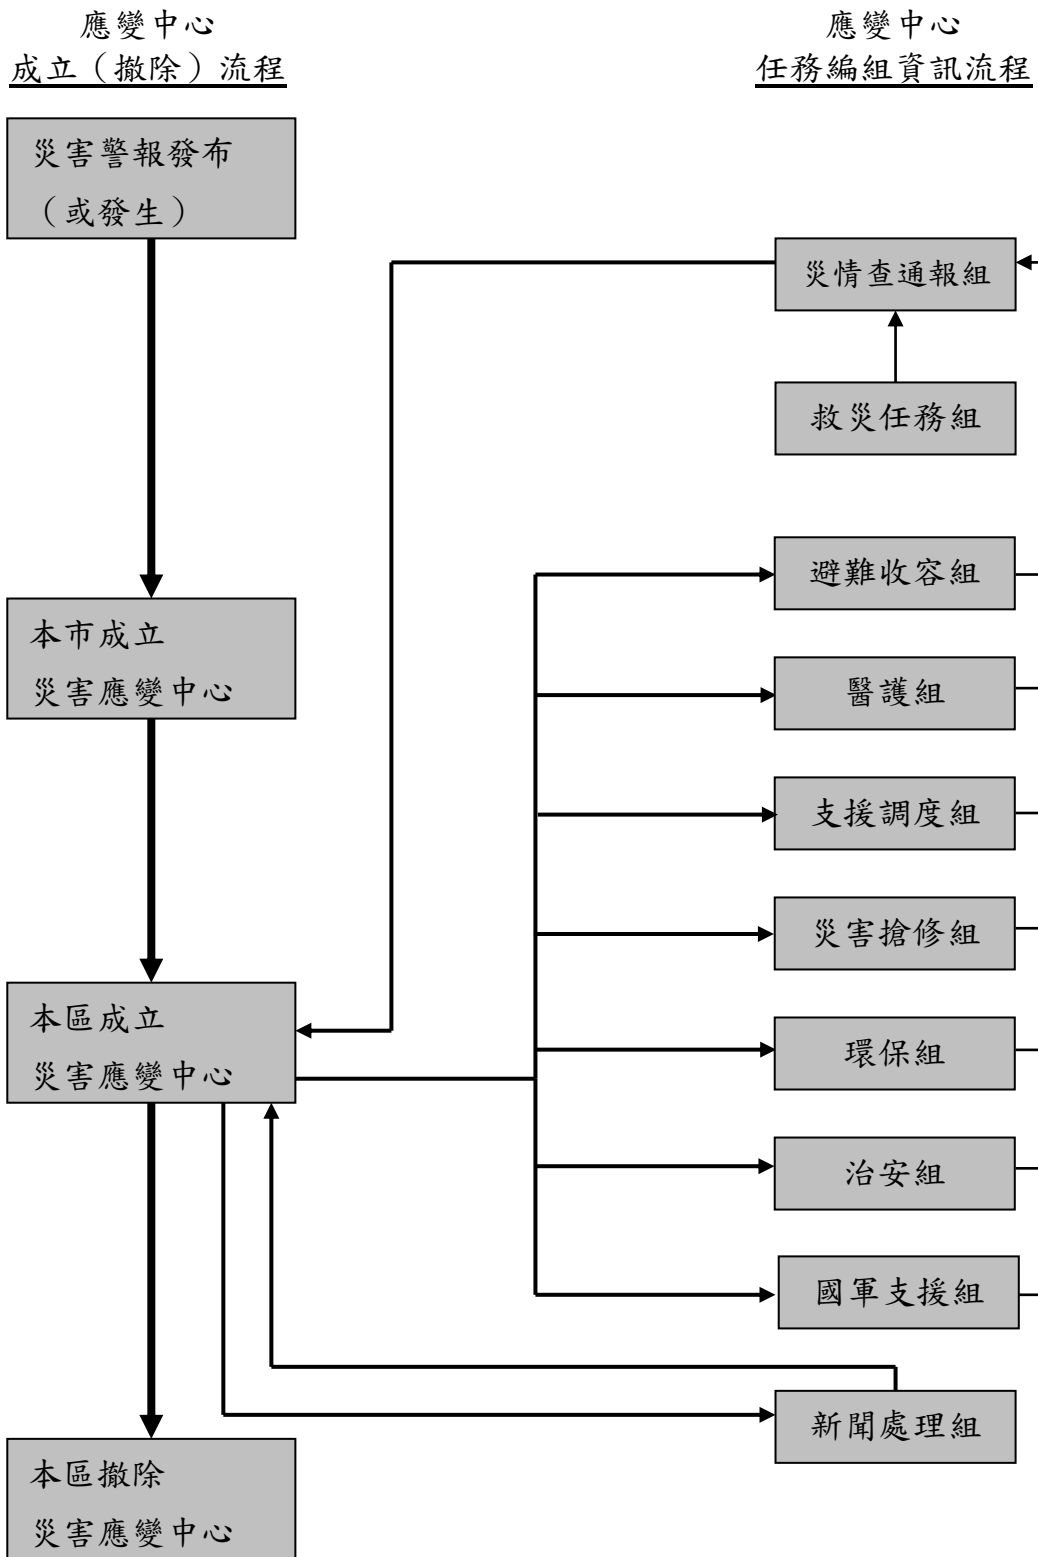 應變中心
成立（撤除）流程
應變中心
任務編組資訊流程
災害警報發布
（或發生）
災情查通報組
救災任務組
避難收容組
本市成立
災害應變中心
醫護組
支援調度組
災害搶修組
本區成立
災害應變中心
環保組
治安組
國軍支援組
新聞處理組
本區撤除
災害應變中心